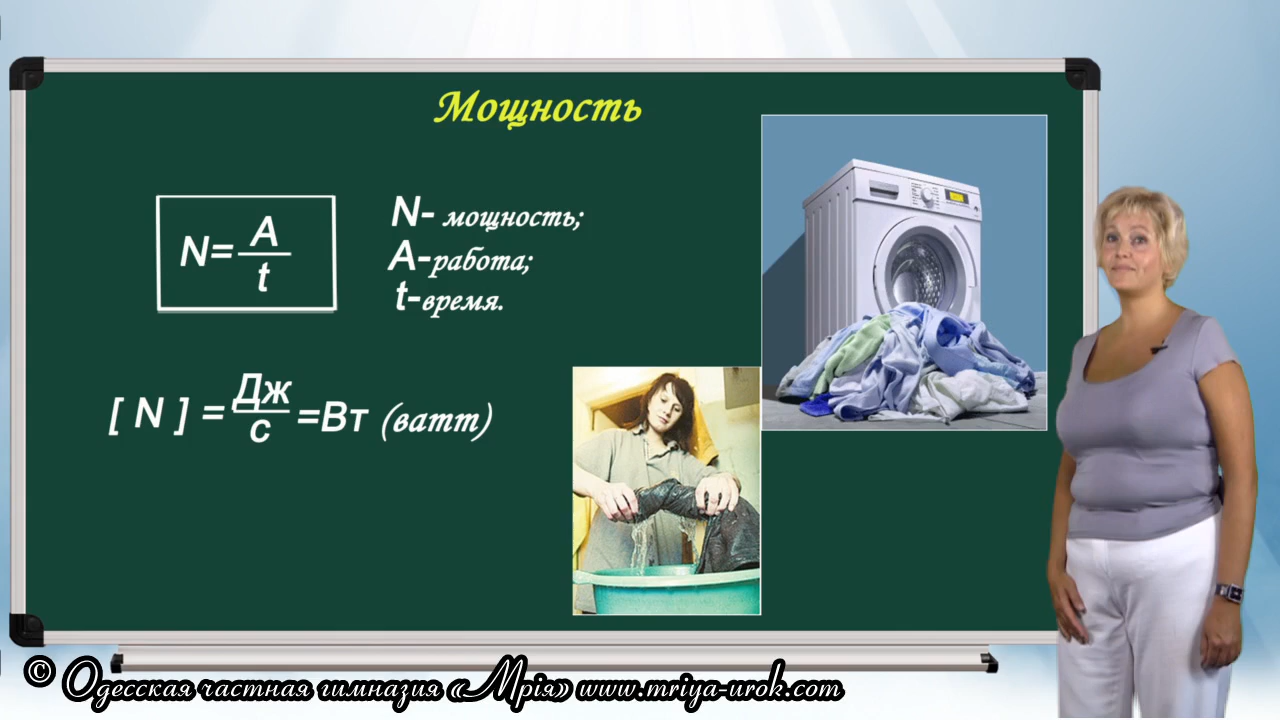 Мощность
N= A/t
N- мощность;
A-работа;
t-время.
[ N ] = Дж/с =Вт (ватт)
© Одесская частная гимназия «Мрія» www.mriya-urok.com